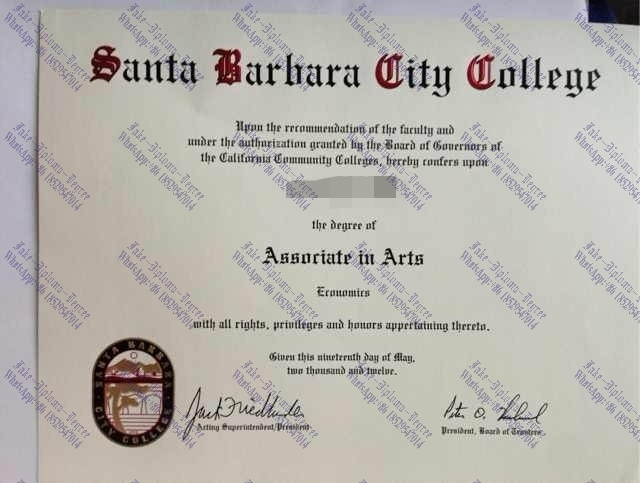 Santa Barbara City College
Upon the recommendation of the faculty and
under the authorization granted by the Board of Governors of
the California Community Colleges, hereby confers upon
the degree of
Associate in Arts
Economics
with all rights, privileges and honors appertaining thereto.
Given this nineteenth day of May,
two thousand and twelve.
SANTA BARBARA
CITY COLLEGE
Acting Superintendent/President
President, Board of Trustees
Fake-Diploma-Degree